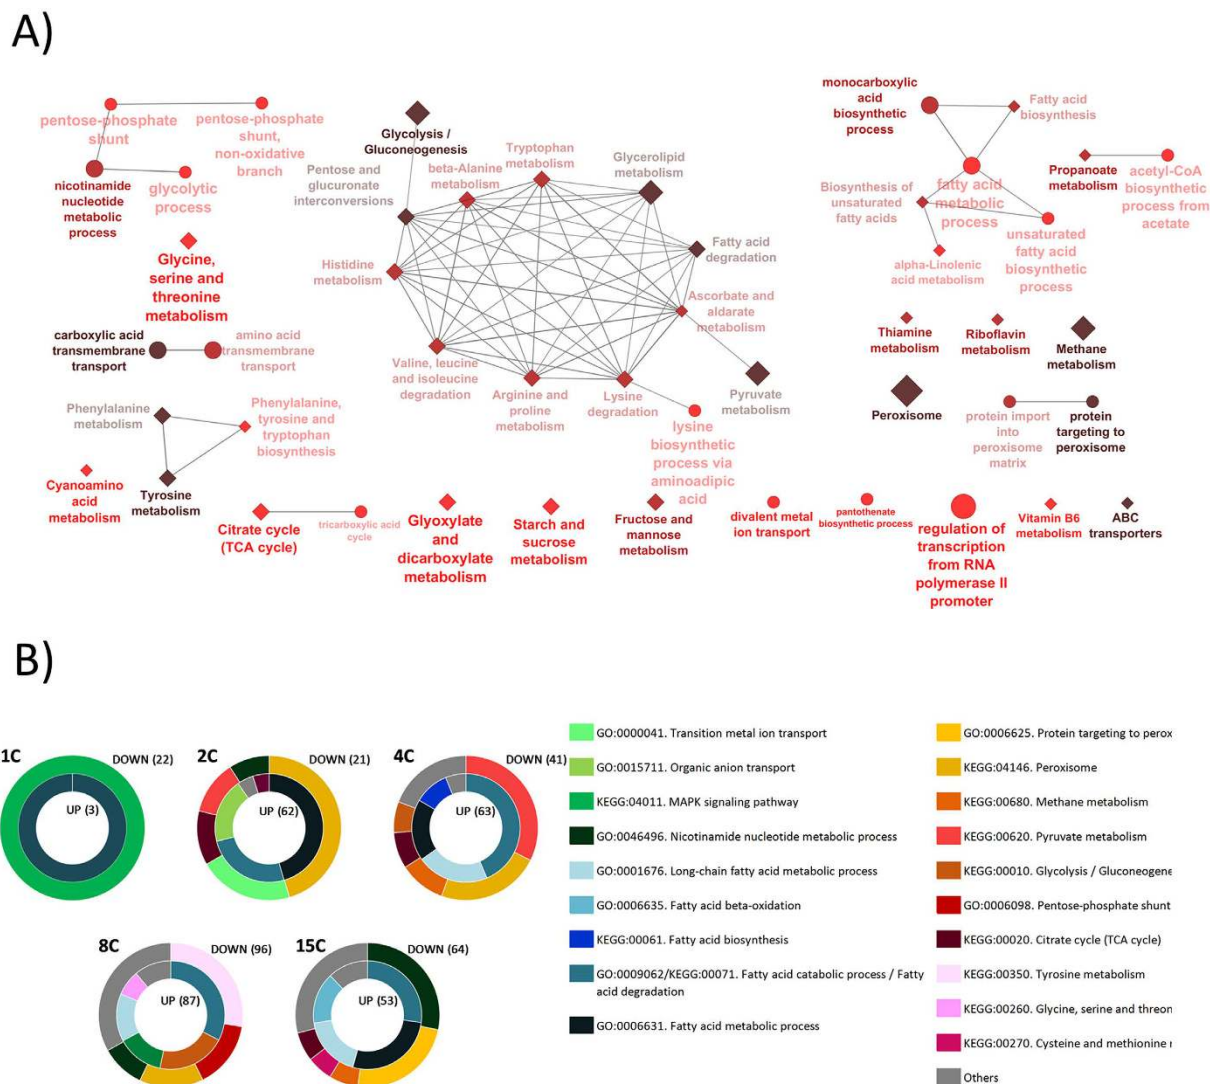 A)
pentose-phosphate
shunt
pentose-phosphate
shunt,
non-oxidative
branch
nicotinamide
nucleotide
metabolic
process
glycolytic
process
Glycine,
serine and
threonine
metabolism
carboxylic acid
transmembrane
transport
amino acid
transmembrane
transport
Phenylalanine
metabolism
Phenylalanine,
tyrosine and
tryptophan
biosynthesis
Tyrosine
metabolism
Cyanoamino
acid
metabolism
Citrate cycle
(TCA cycle)
tricarboxylic acid
cycle
Glycolysis /
Gluconeogenesis
Pentose and
glucuronate
interconversions
beta-Alanine
metabolism
Tryptophan
metabolism
Glycerolipid
metabolism
Fatty acid
degradation
Histidine
metabolism
Ascorbate and
aldarate
metabolism
Valine, leucine
and isoleucine
degradation
Arginine and
proline
metabolism
Lysine
degradation
Pyruvate
metabolism
lysine
biosynthetic
process via
aminoadipic
acid
Glyoxylate
and
dicarboxylate
metabolism
Starch and
sucrose
metabolism
Fructose and
mannose
metabolism
divalent metal
ion transport
pantothenate
biosynthetic process
regulation of
transcription
from RNA
polymerase II
promoter
Vitamin B6
metabolism
ABC
transporters
monocarboxylic
acid
biosynthetic
process
Fatty acid
biosynthesis
Biosynthesis of
unsaturated
fatty acids
fatty acid
metabolic
process
Propanoate
metabolism
acetyl-CoA
biosynthetic
process from
acetate
alpha-Linolenic
acid metabolism
unsaturated
fatty acid
biosynthetic
process
Thiamine
metabolism
Riboflavin
metabolism
Methane
metabolism
Peroxisome
protein import
into
peroxisome
matrix
protein
targeting to
peroxisome
B)
1C
DOWN (22)
UP (3)
2C
DOWN (21)
UP (62)
4C
DOWN (41)
UP (63)
8C
DOWN (96)
UP (87)
15C
DOWN (64)
UP (53)
GO:0000041. Transition metal ion transport
GO:0015711. Organic anion transport
KEGG:04011. MAPK signaling pathway
GO:0046496. Nicotinamide nucleotide metabolic process
GO:0001676. Long-chain fatty acid metabolic process
GO:0006635. Fatty acid beta-oxidation
KEGG:00061. Fatty acid biosynthesis
GO:0009062/KEGG:00071. Fatty acid catabolic process / Fatty
acid degradation
GO:0006631. Fatty acid metabolic process
GO:0006625. Protein targeting to perox
KEGG:04146. Peroxisome
KEGG:00680. Methane metabolism
KEGG:00620. Pyruvate metabolism
KEGG:00010. Glycolysis / Gluconeogene
GO:0006098. Pentose-phosphate shunt
KEGG:00020. Citrate cycle (TCA cycle)
KEGG:00350. Tyrosine metabolism
KEGG:00260. Glycine, serine and threon
KEGG:00270. Cysteine and methionine
Others